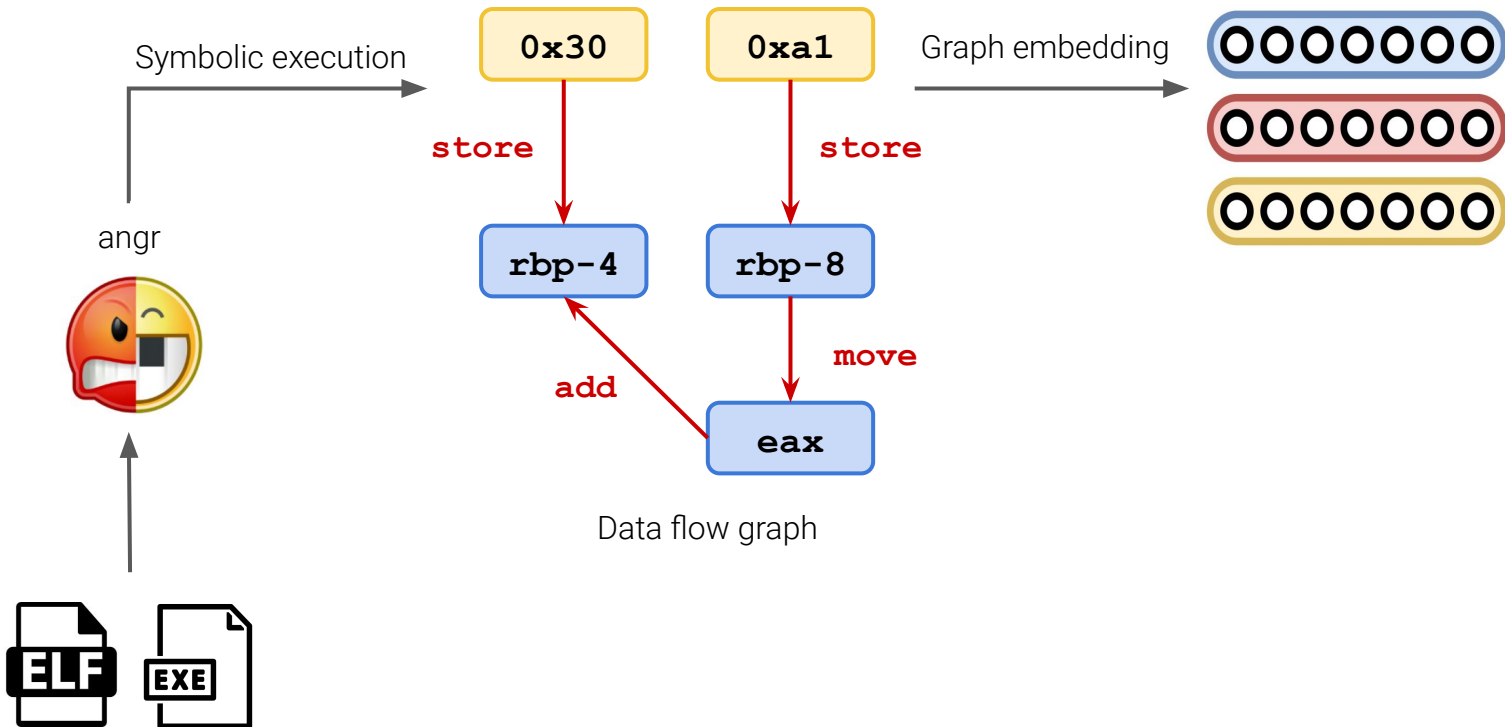 Symbolic execution
0x30
0xa1
Graph embedding
store
store
angr
rbp-4
rbp-8
add
move
eax
Data flow graph
ELF
EXE